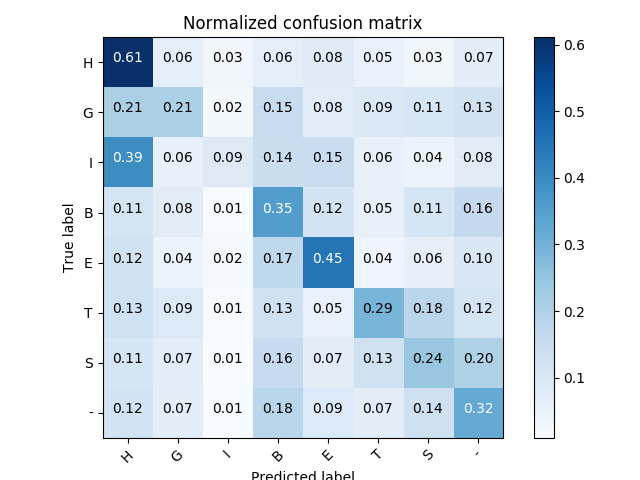 Normalized confusion matrix
H 0.61 0.06 0.03 0.06 0.08 0.05 0.03 0.07
G 0.21 0.21 0.02 0.15 0.08 0.09 0.11 0.13
I 0.39 0.06 0.09 0.14 0.15 0.06 0.04 0.08
B 0.11 0.08 0.01 0.35 0.12 0.05 0.11 0.16
E 0.12 0.04 0.02 0.17 0.45 0.04 0.06 0.10
T 0.13 0.09 0.01 0.13 0.05 0.29 0.18 0.12
S 0.11 0.07 0.01 0.16 0.07 0.13 0.24 0.20
- 0.12 0.07 0.01 0.18 0.09 0.07 0.14 0.32
H G I B E T S -
True label
Predicted label
0.6
0.5
0.4
0.3
0.2
0.1